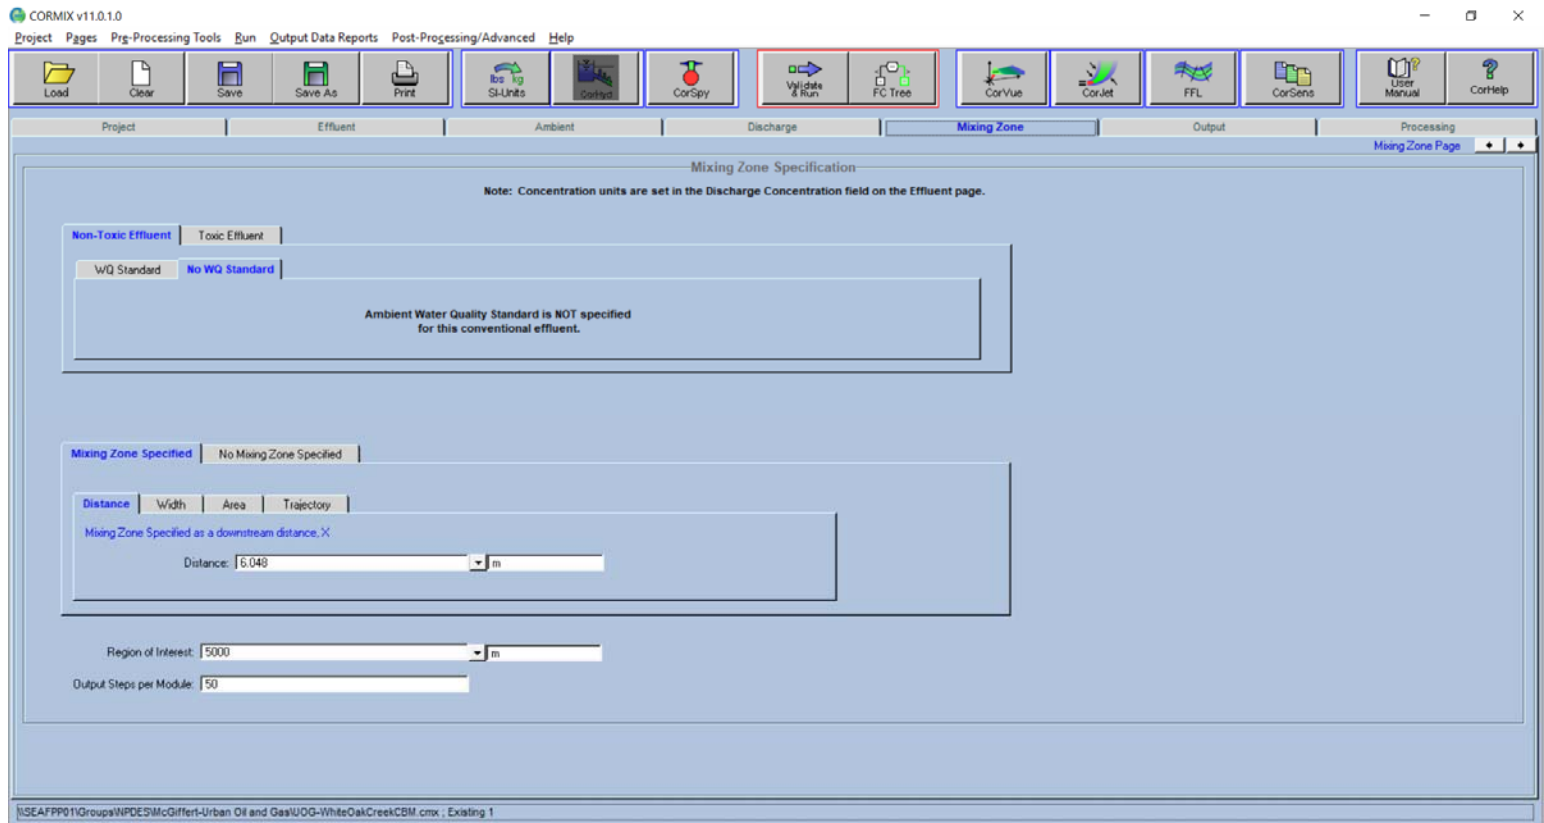 CORMIX v11.0.1.0
Project Pages Pre-Processing Tools Run Output Data Reports Post-Processing/Advanced Help
Load Clear Save Save As Print lbs kg SI-Units CorSpy Validate & Run FC Tree CorVue CorJet FFL CorSens User Manual CorHelp
Project Effluent Ambient Discharge Mixing Zone Output Processing
Mixing Zone Page
Mixing Zone Specification
Note: Concentration units are set in the Discharge Concentration field on the Effluent page.
Non-Toxic Effluent Toxic Effluent
WQ Standard No WQ Standard
Ambient Water Quality Standard is NOT specified
for this conventional effluent.
Mixing Zone Specified No Mixing Zone Specified
Distance Width Area Trajectory
Mixing Zone Specified as a downstream distance, X
Distance: 6.048 m
Region of Interest: 5000 m
Output Steps per Module: 50
\\SEAFPP01\Groups\NPDES\McGiffert-Urban Oil and Gas\UOG-WhiteOakCreekCBM.cmx ; Existing 1